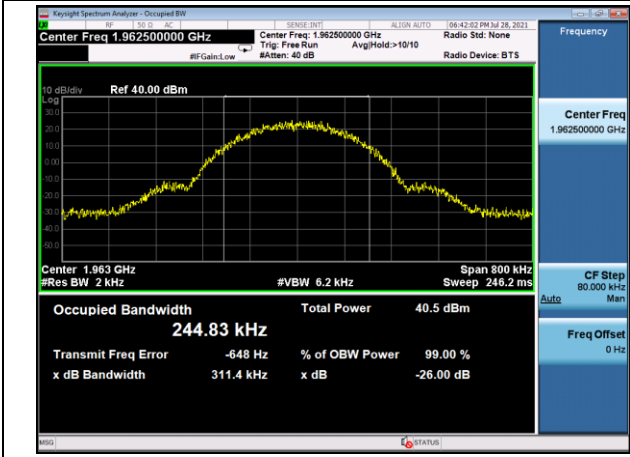 Keysight Spectrum Analyzer - Occupied BW
RF 50 Ω AC SENSE:INT ALIGN AUTO 06:42:02 PM Jul 28, 2021
Center Freq 1.962500000 GHz Center Freq: 1.962500000 GHz Radio Std: None Frequency
Trig: Free Run Avg|Hold:>10/10
#IFGain:Low #Atten: 40 dB Radio Device: BTS
10 dB/div Ref 40.00 dBm
Log
30.0
20.0
10.0
0.00
-10.0
-20.0
-30.0
-40.0
-50.0
Center 1.963 GHz Span 800 kHz
#Res BW 2 kHz #VBW 6.2 kHz Sweep 246.2 ms
Occupied Bandwidth Total Power 40.5 dBm
244.83 kHz
Transmit Freq Error -648 Hz % of OBW Power 99.00 %
x dB Bandwidth 311.4 kHz x dB -26.00 dB
Center Freq
1.962500000 GHz
CF Step
80.000 kHz
Auto Man
Freq Offset
0 Hz
MSG STATUS